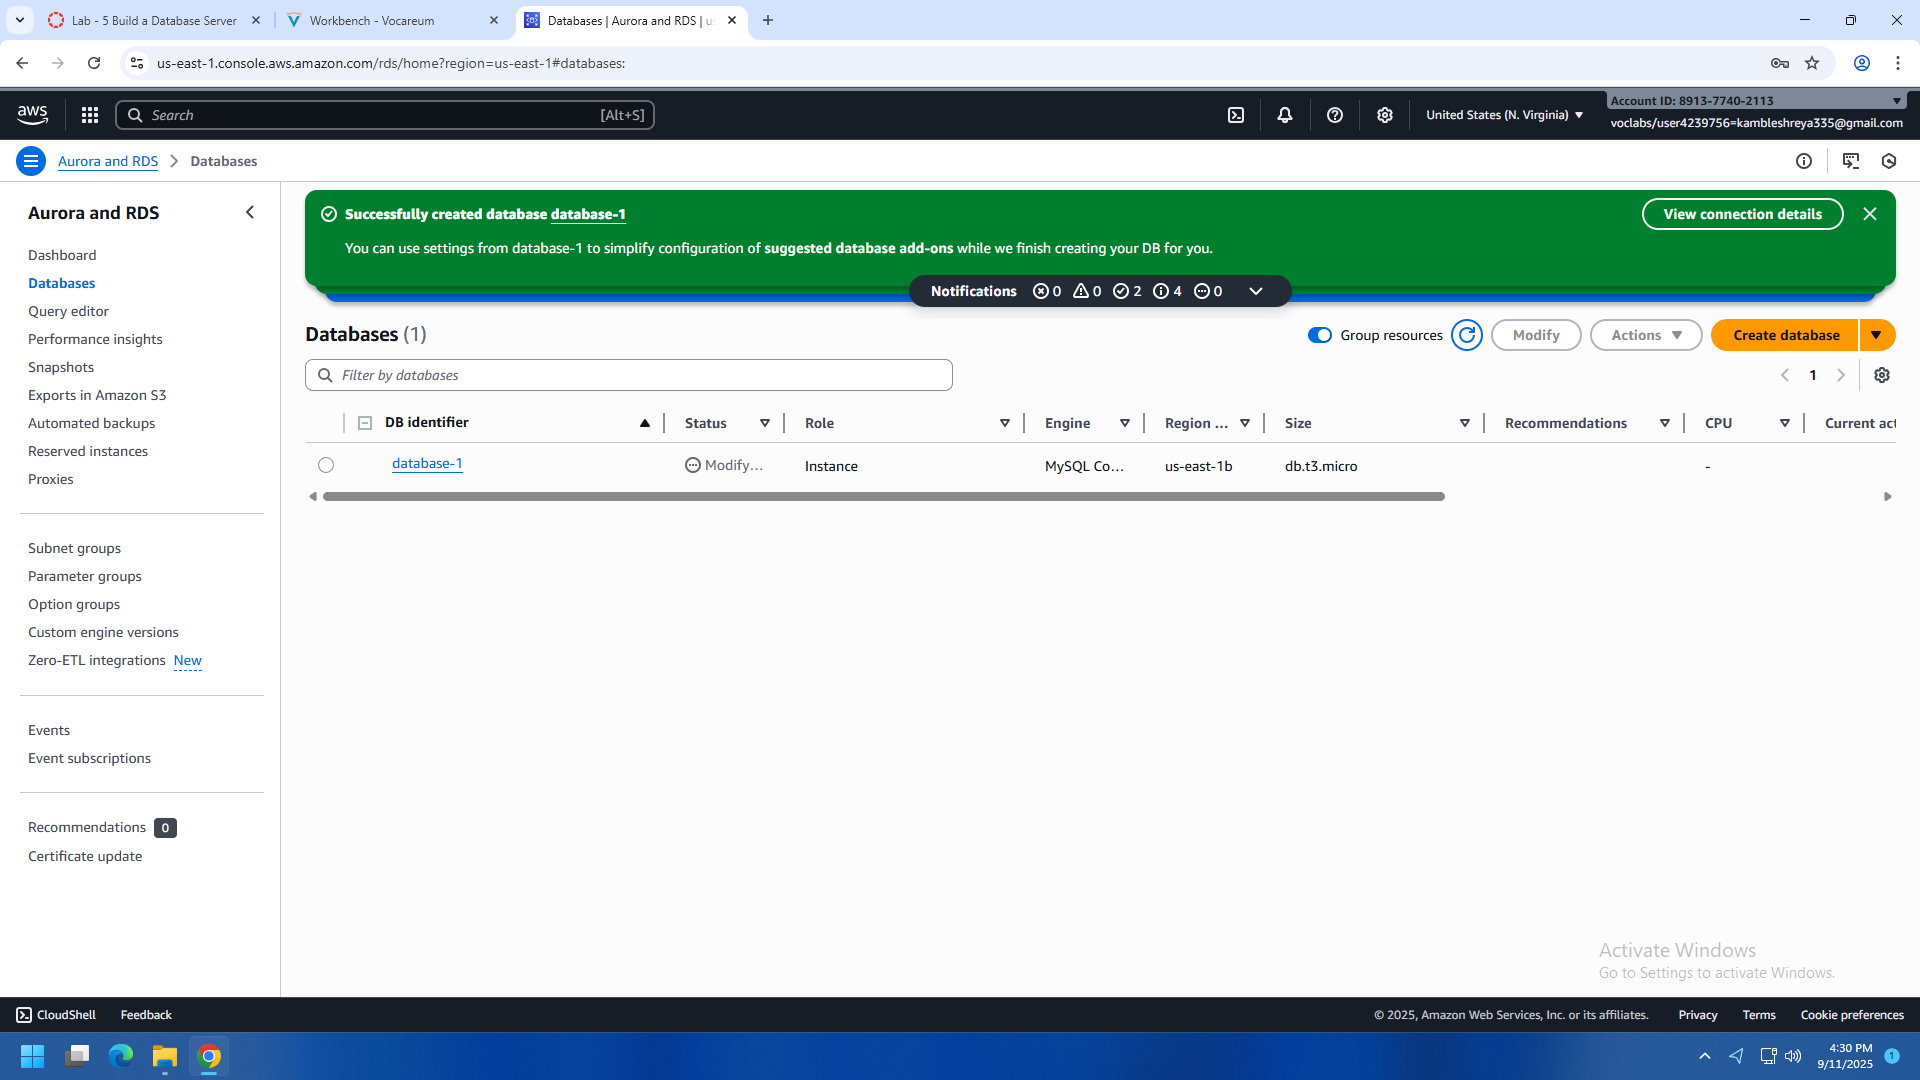 Lab - 5 Build a Database Server
Workbench - Vocareum
Databases | Aurora and RDS | us
us-east-1.console.aws.amazon.com/rds/home?region=us-east-1#databases:
aws
Search
[Alt+S]
United States (N. Virginia)
Account ID: 8913-7740-2113
voclabs/user4239756=kambleshreya335@gmail.com
Aurora and RDS
Databases
Aurora and RDS
Dashboard
Databases
Query editor
Performance insights
Snapshots
Exports in Amazon S3
Automated backups
Reserved instances
Proxies
Subnet groups
Parameter groups
Option groups
Custom engine versions
Zero-ETL integrations New
Events
Event subscriptions
Recommendations 0
Certificate update
Successfully created database database-1
View connection details
You can use settings from database-1 to simplify configuration of suggested database add-ons while we finish creating your DB for you.
Notifications 0 0 2 4 0
Databases (1)
Group resources
Modify
Actions
Create database
Filter by databases
1
DB identifier Status Role Engine Region ... Size Recommendations CPU Current act
database-1 Modify... Instance MySQL Co... us-east-1b db.t3.micro -
Activate Windows
Go to Settings to activate Windows.
CloudShell
Feedback
© 2025, Amazon Web Services, Inc. or its affiliates.
Privacy
Terms
Cookie preferences
4:30 PM
9/11/2025
1